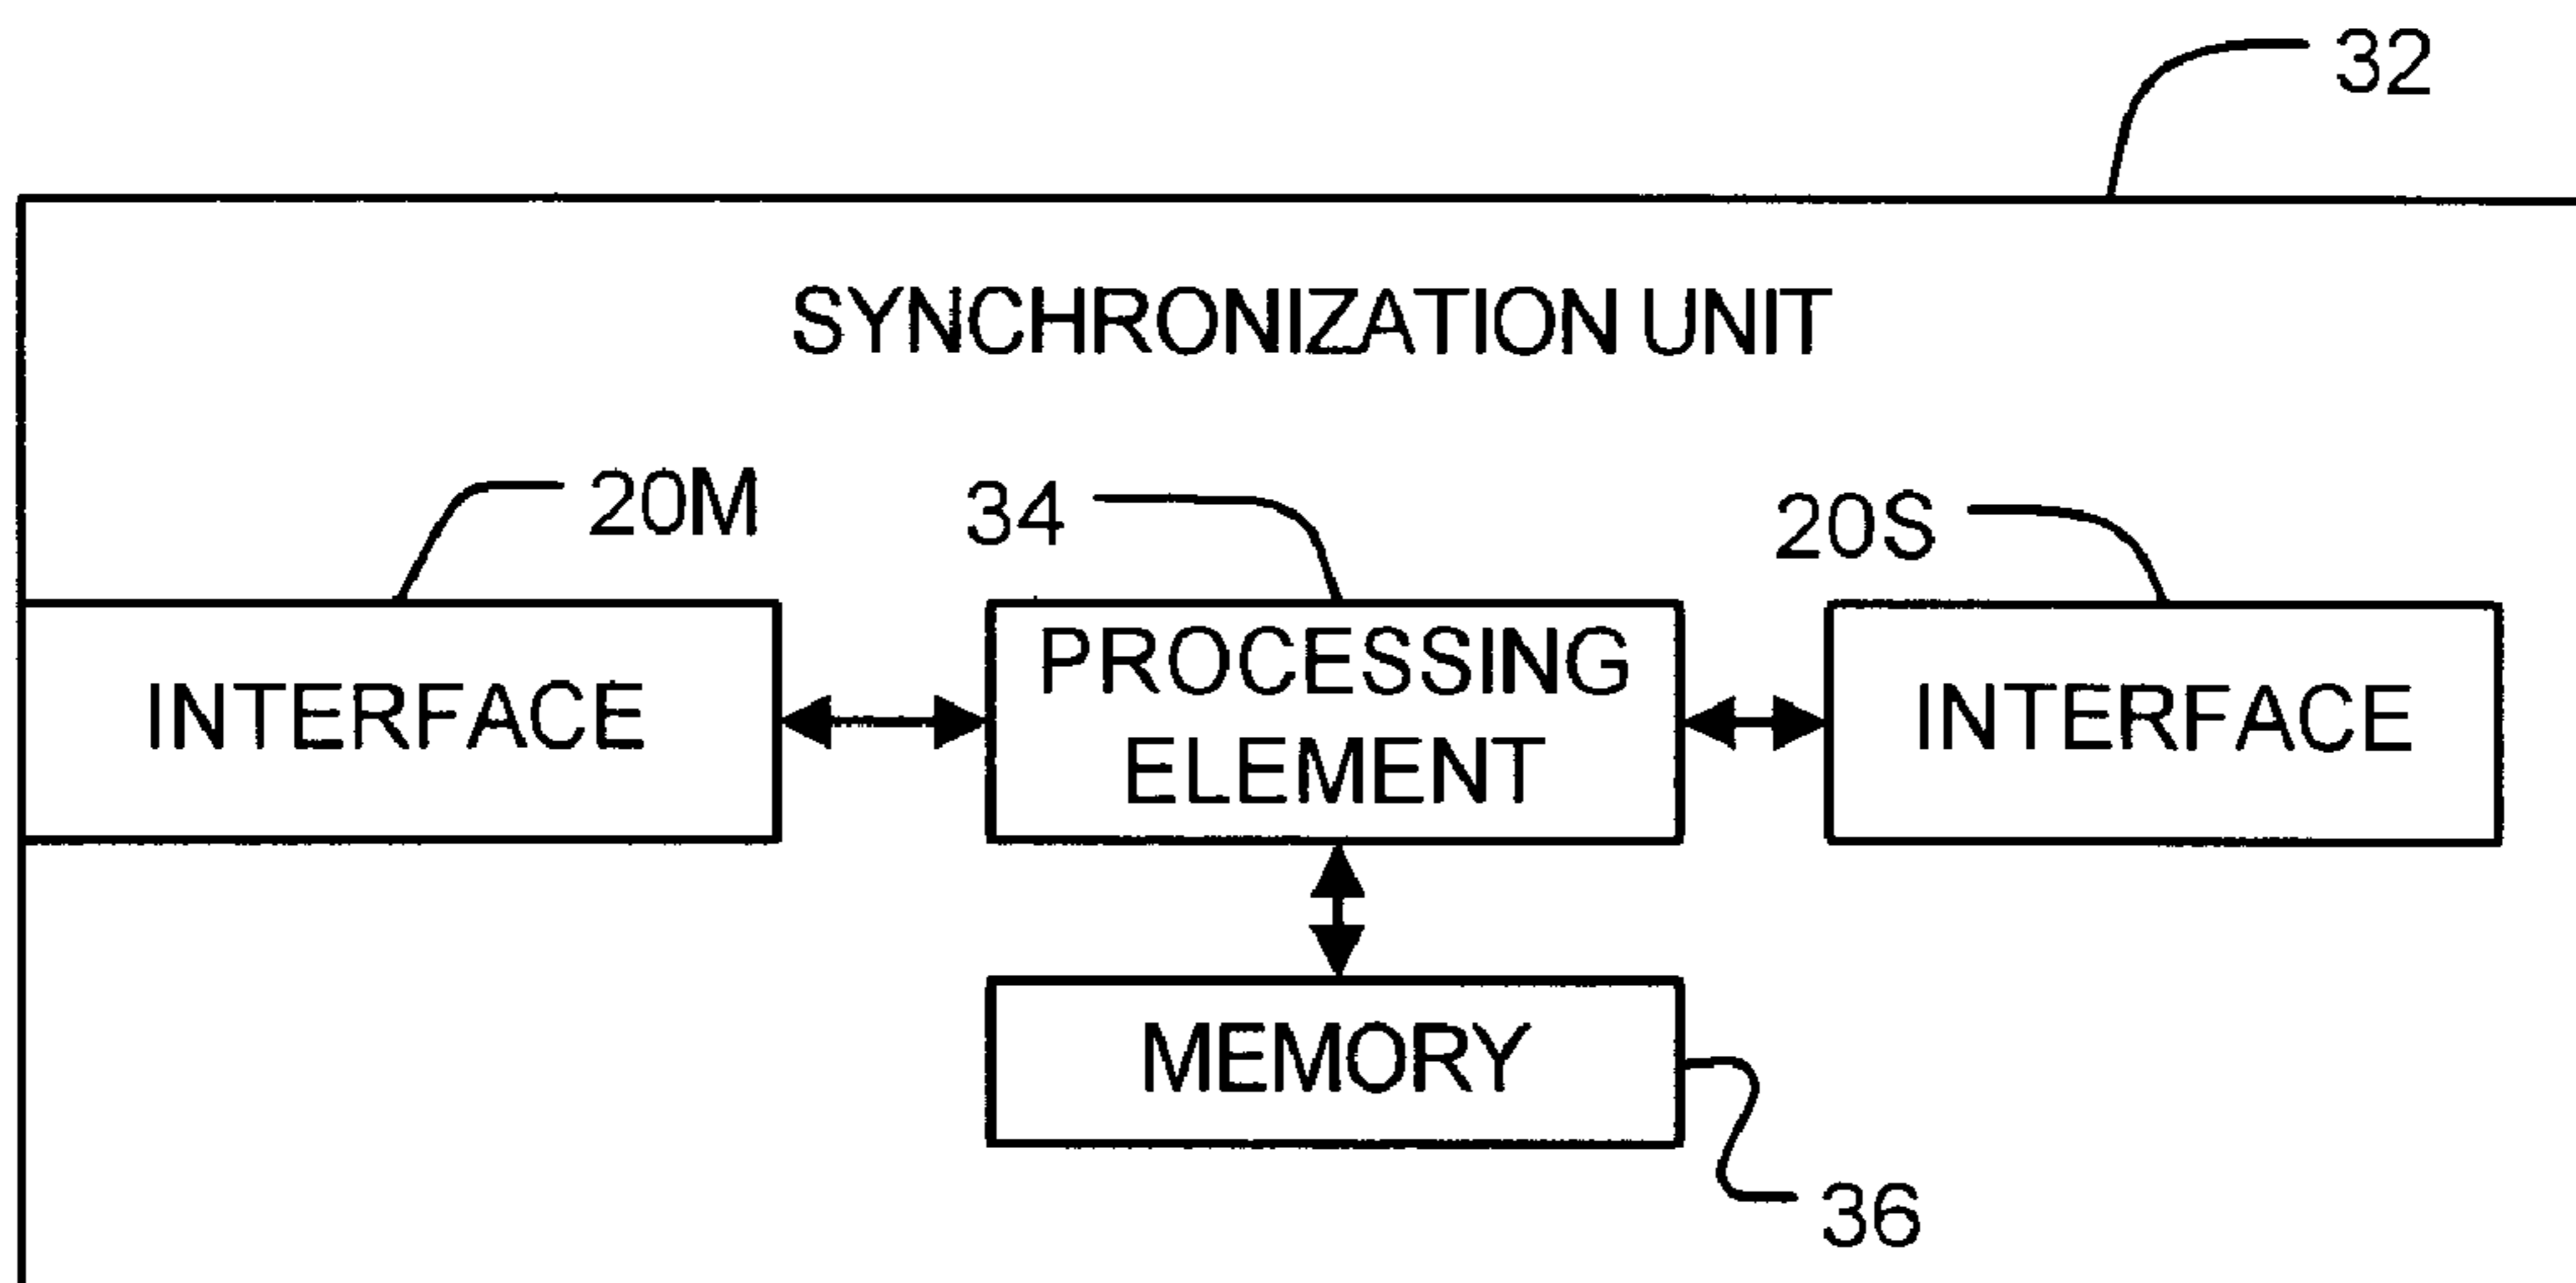 32
SYNCHRONIZATION UNIT
20M
34
20S
INTERFACE
PROCESSING
ELEMENT
INTERFACE
MEMORY
36